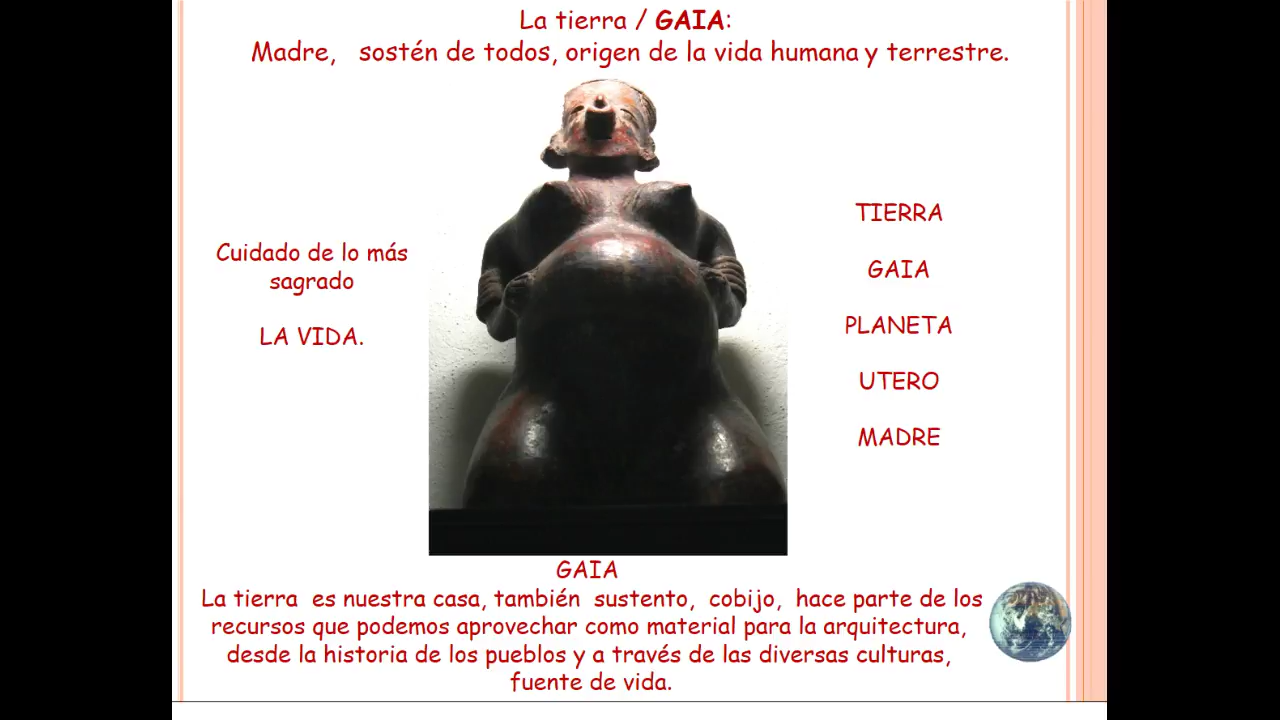 La tierra / GAIA:
Madre, sostén de todos, origen de la vida humana y terrestre.
Cuidado de lo más
sagrado
LA VIDA.
TIERRA
GAIA
PLANETA
UTERO
MADRE
GAIA
La tierra es nuestra casa, también sustento, cobijo, hace parte de los
recursos que podemos aprovechar como material para la arquitectura,
desde la historia de los pueblos y a través de las diversas culturas,
fuente de vida.